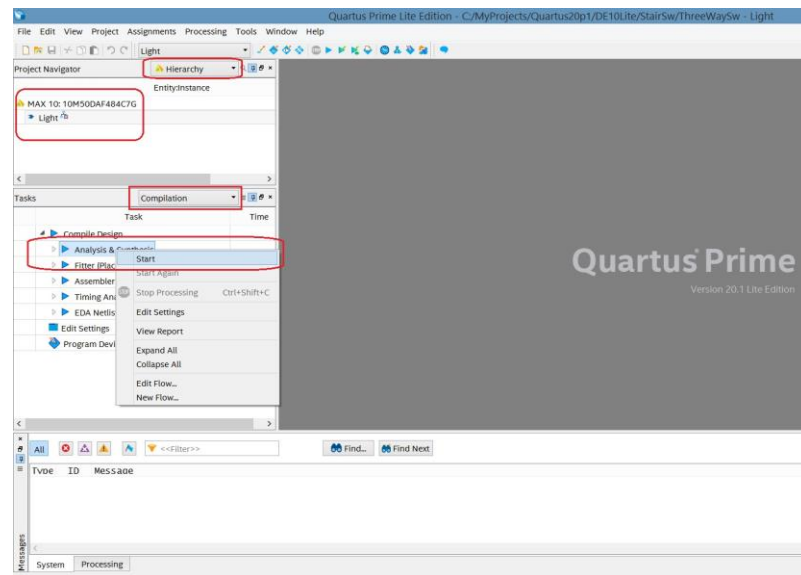 Quartus Prime Lite Edition - C:/MyProjects/Quartus20p1/DE10Lite/StairSw/ThreeWaySw - Light
File Edit View Project Assignments Processing Tools Window Help
Light
Project Navigator Hierarchy
Entity:Instance
MAX 10: 10M50DAF484C7G
Light
Tasks Compilation
Task Time
Compile Design
Analysis & Synthesis
Start
Fitter (Plac
Start Again
Assembler
Stop Processing Ctrl+Shift+C
Timing Ana
EDA Netlis
Edit Settings
Edit Settings
View Report
Program Devi
Expand All
Collapse All
Edit Flow...
New Flow...
Quartus Prime
Version 20.1 Lite Edition
All <<Filter>> Find... Find Next
Type ID Message
Messages
System Processing